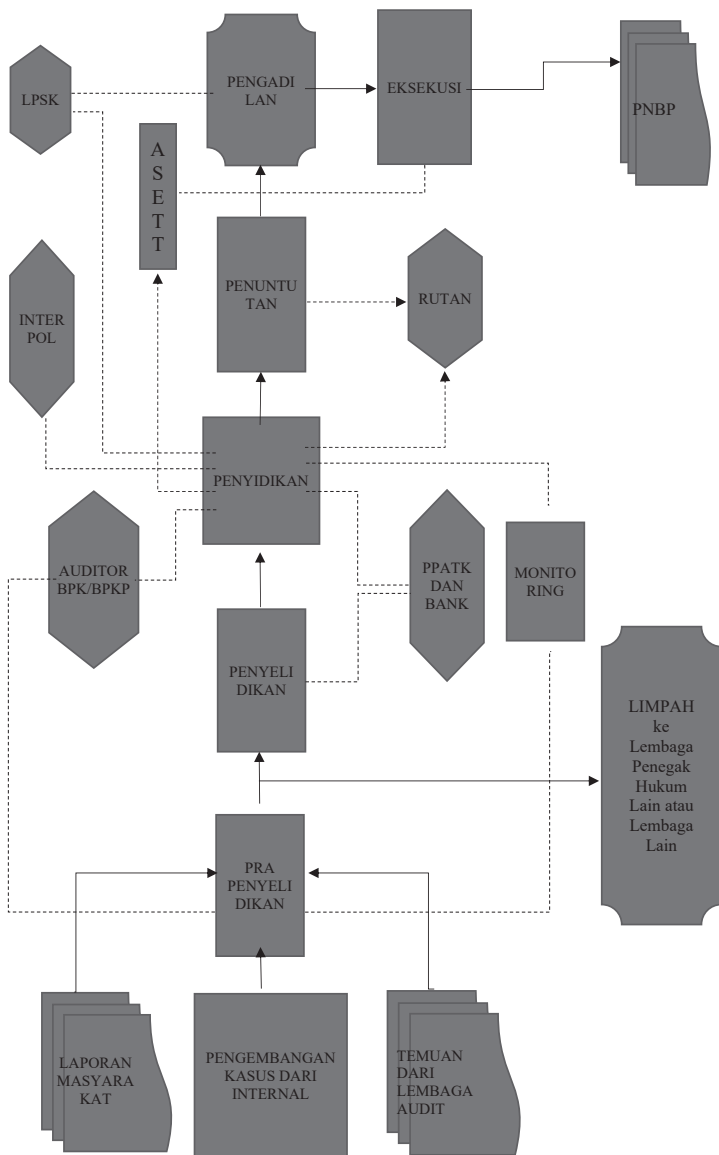 LPSK
PENGADI
LAN
EKSEKUSI
PNBP
A
S
E
T
T
PENUNTU
TAN
RUTAN
INTER
POL
PENYIDIKAN
AUDITOR
BPK/BPKP
PPATK
DAN
BANK
MONITO
RING
PENYELI
DIKAN
LIMPAH
ke
Lembaga
Penegak
Hukum
Lain atau
Lembaga
Lain
PRA
PENYELI
DIKAN
LAPORAN
MASYARA
KAT
PENGEMBANGAN
KASUS DARI
INTERNAL
TEMUAN
DARI
LEMBAGA
AUDIT